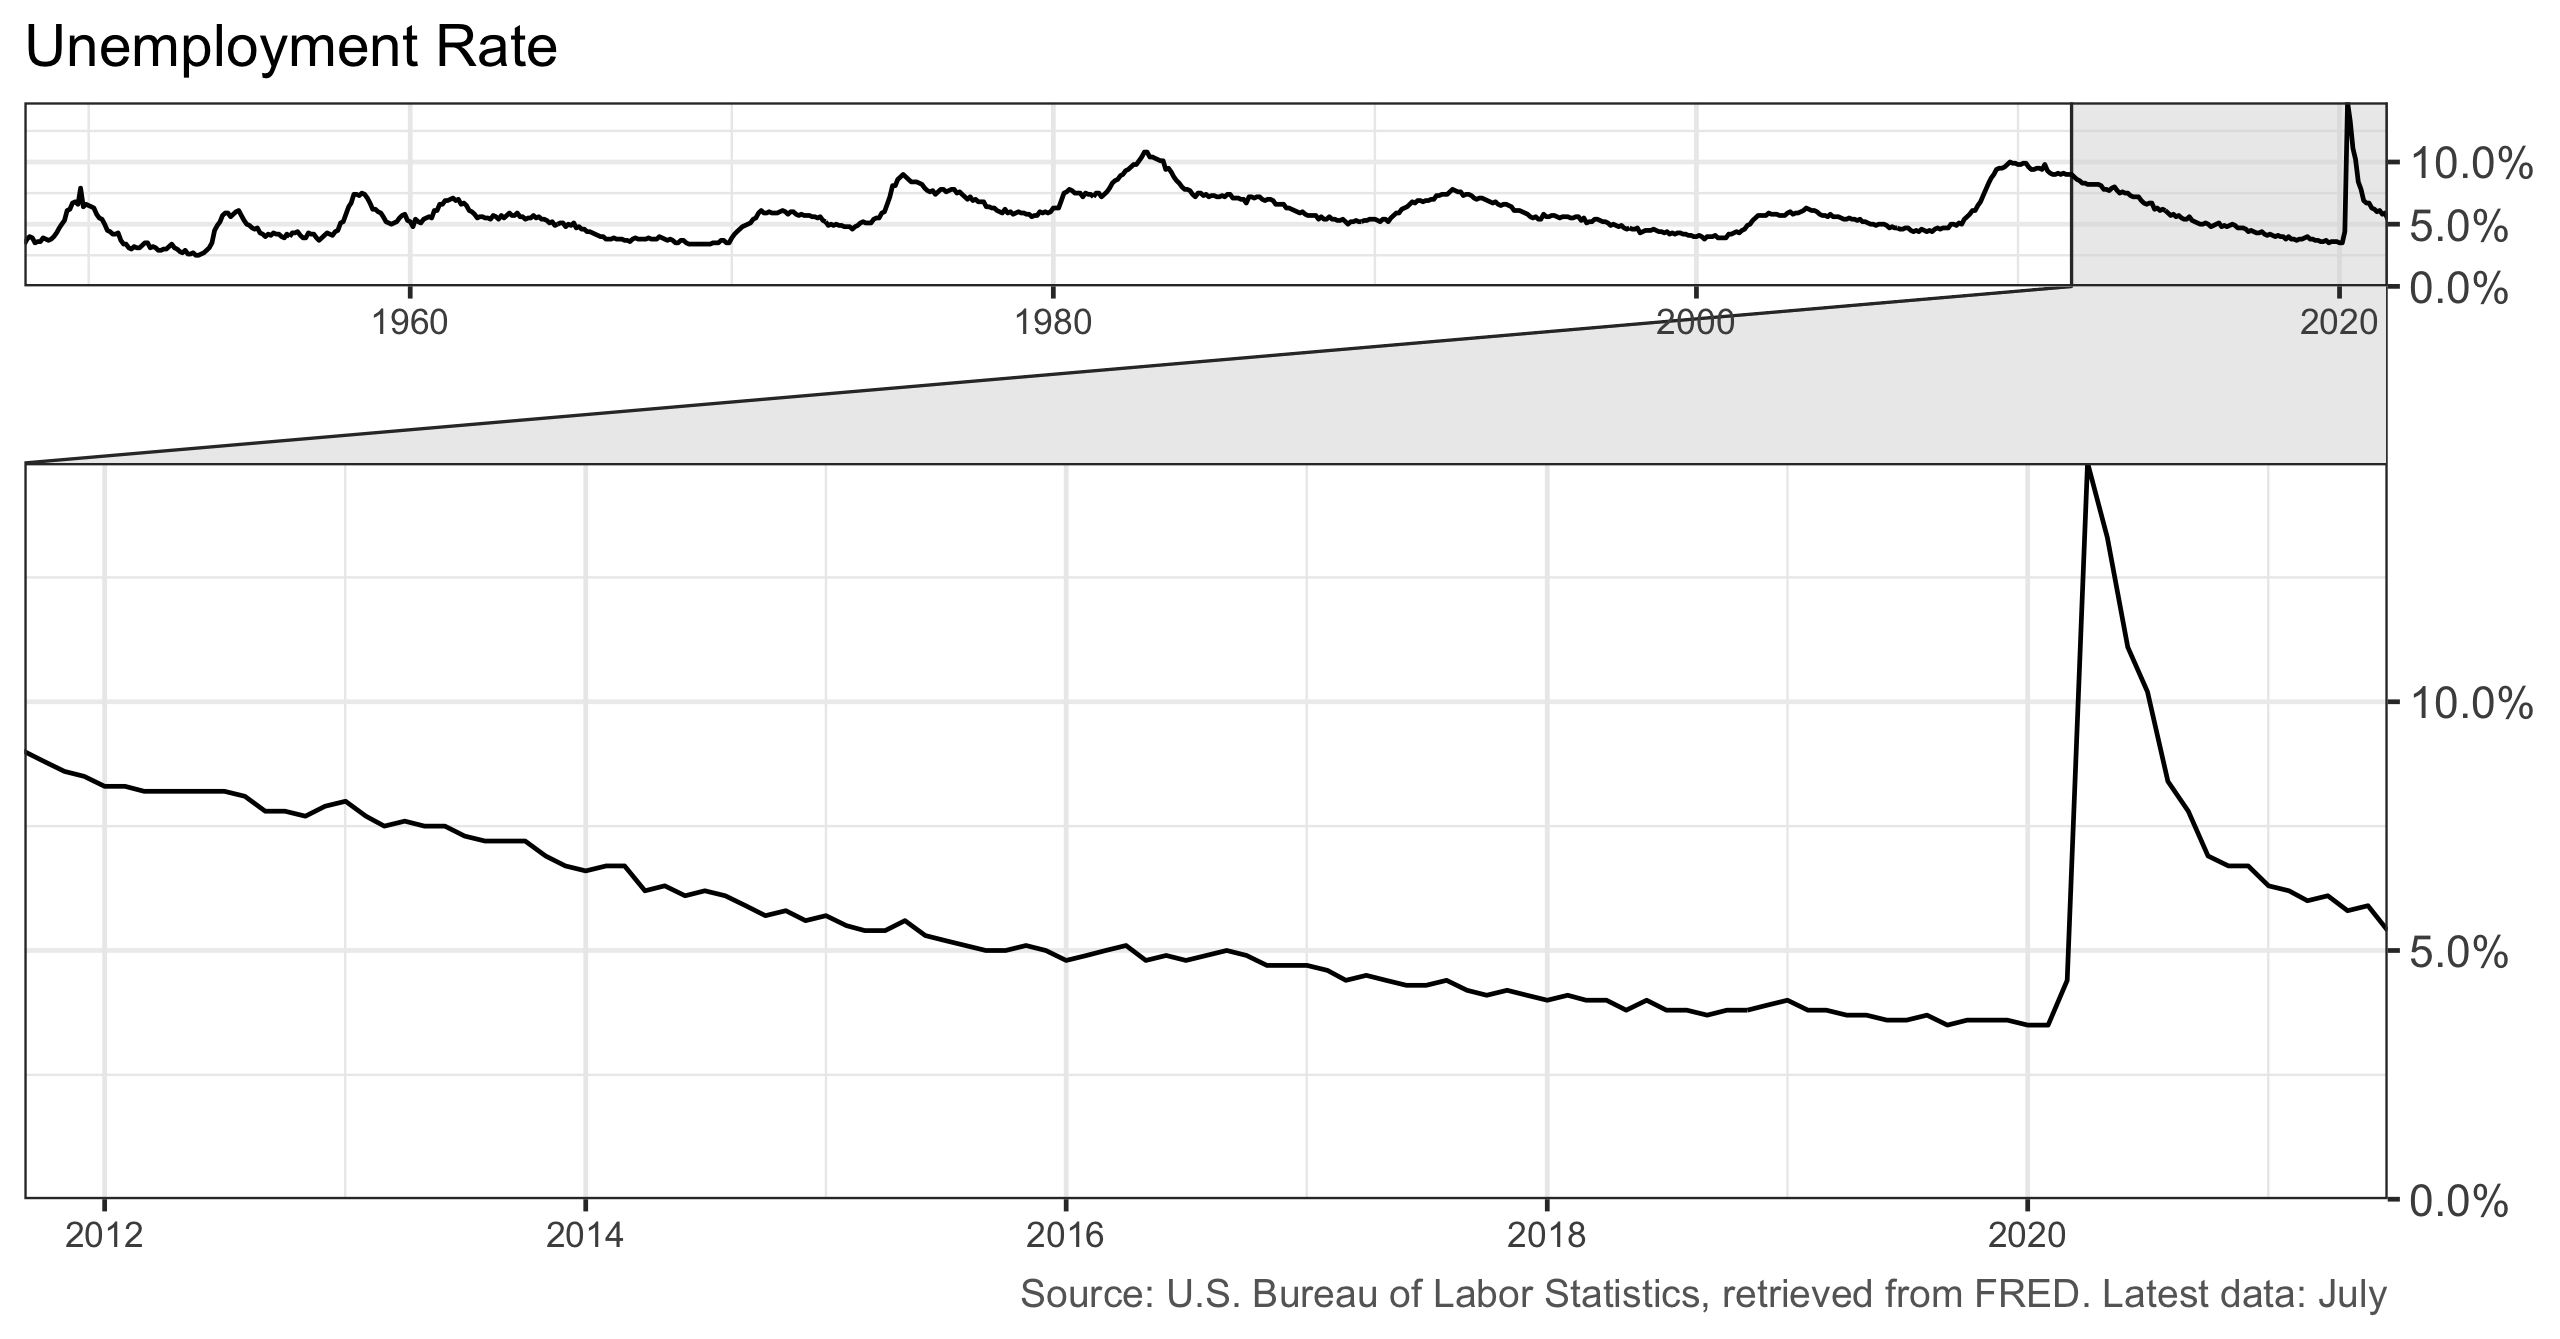 Unemployment Rate
10.0%
5.0%
0.0%
1960 1980 2000 2020
10.0%
5.0%
0.0%
2012 2014 2016 2018 2020
Source: U.S. Bureau of Labor Statistics, retrieved from FRED. Latest data: July